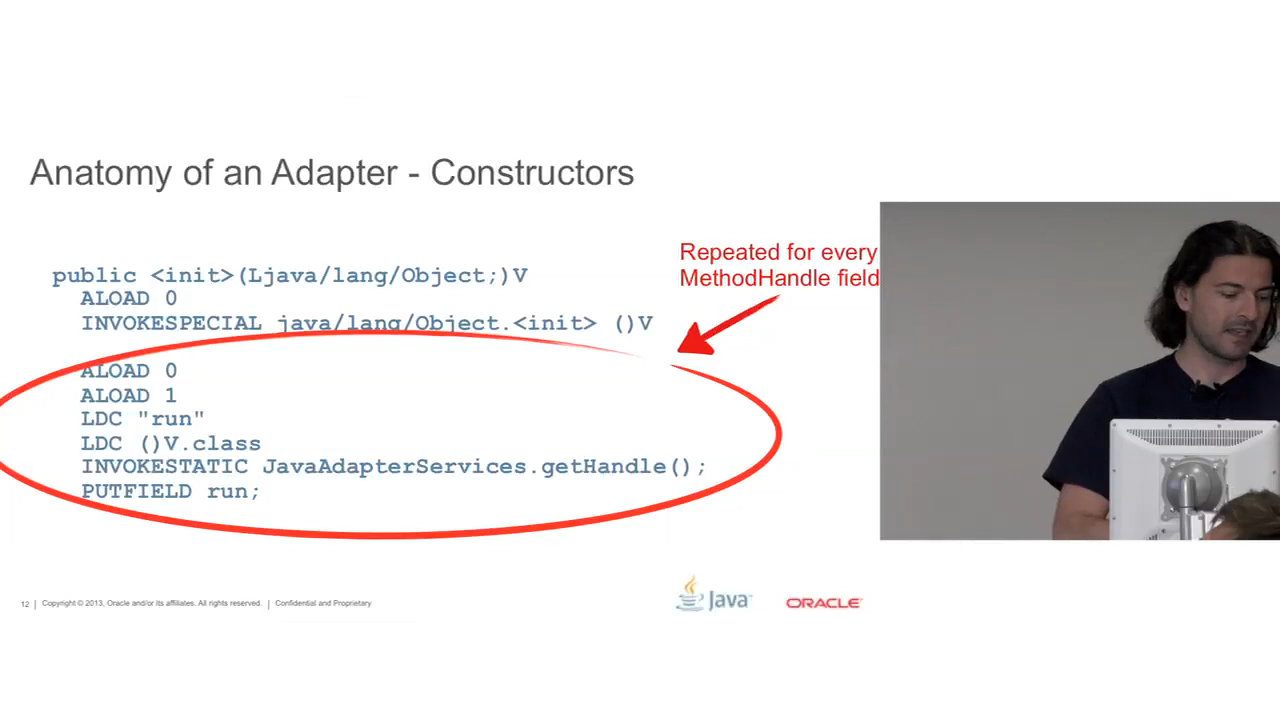 Anatomy of an Adapter - Constructors
public <init>(Ljava/lang/Object;)V
ALOAD 0
INVOKESPECIAL java/lang/Object.<init> ()V
Repeated for every
MethodHandle field
ALOAD 0
ALOAD 1
LDC "run"
LDC ()V.class
INVOKESTATIC JavaAdapterServices.getHandle();
PUTFIELD run;
12 | Copyright © 2013, Oracle and/or its affiliates. All rights reserved. | Confidential and Proprietary
Java™
ORACLE®